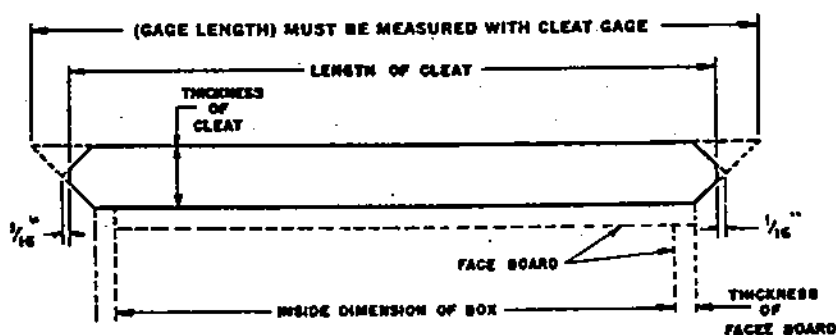 (GAGE LENGTH) MUST BE MEASURED WITH CLEAT GAGE
LENGTH OF CLEAT
THICKNESS
OF
CLEAT
1/16"
1/16"
FACE BOARD
INSIDE DIMENSION OF BOX
THICKNESS
OF
FACEE BOARD